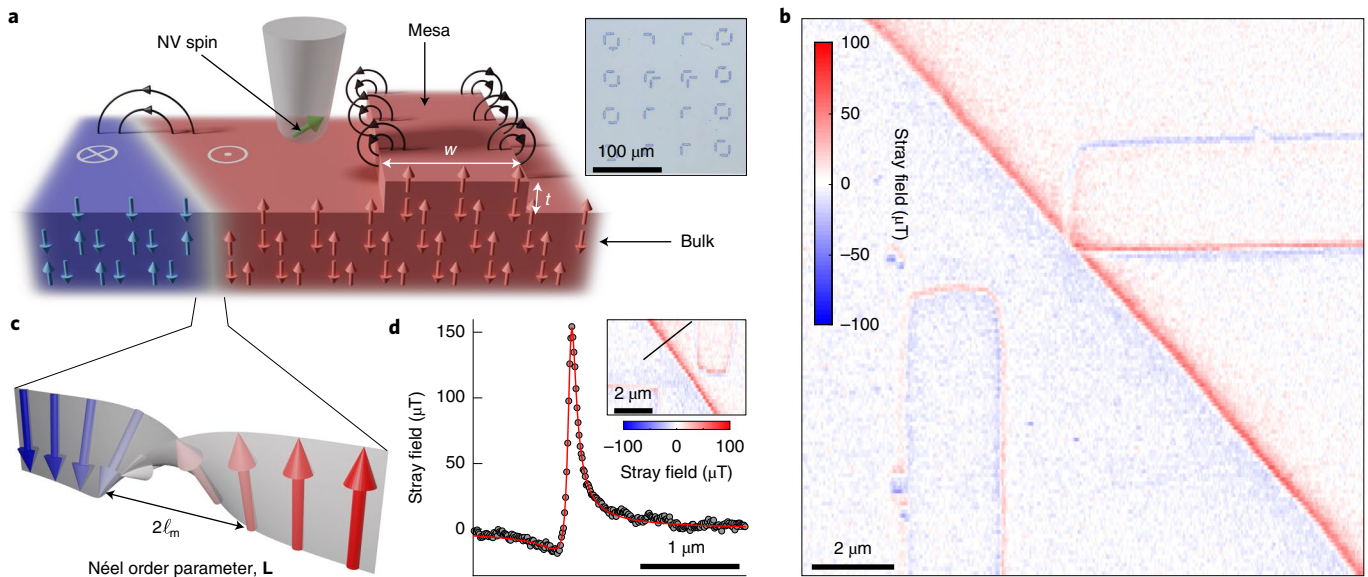 a
NV spin
Mesa
w
t
Bulk
100 μm
b
100
50
0
−50
−100
Stray field (μT)
2 μm
c
2ℓm
Néel order parameter, L
d
150
100
50
0
Stray field (μT)
1 μm
2 μm
−100 0 100
Stray field (μT)